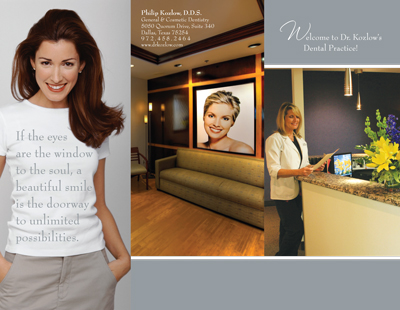 If the eyes
are the window
to the soul, a
beautiful smile
is the doorway
to unlimited
possibilities.
Philip Kozlow, D.D.S.
General & Cosmetic Dentistry
8050 Quorum Drive, Suite 340
Dallas, Texas 75254
972.458.2464
www.drkozlow.com
Welcome to Dr. Kozlow's
Dental Practice!